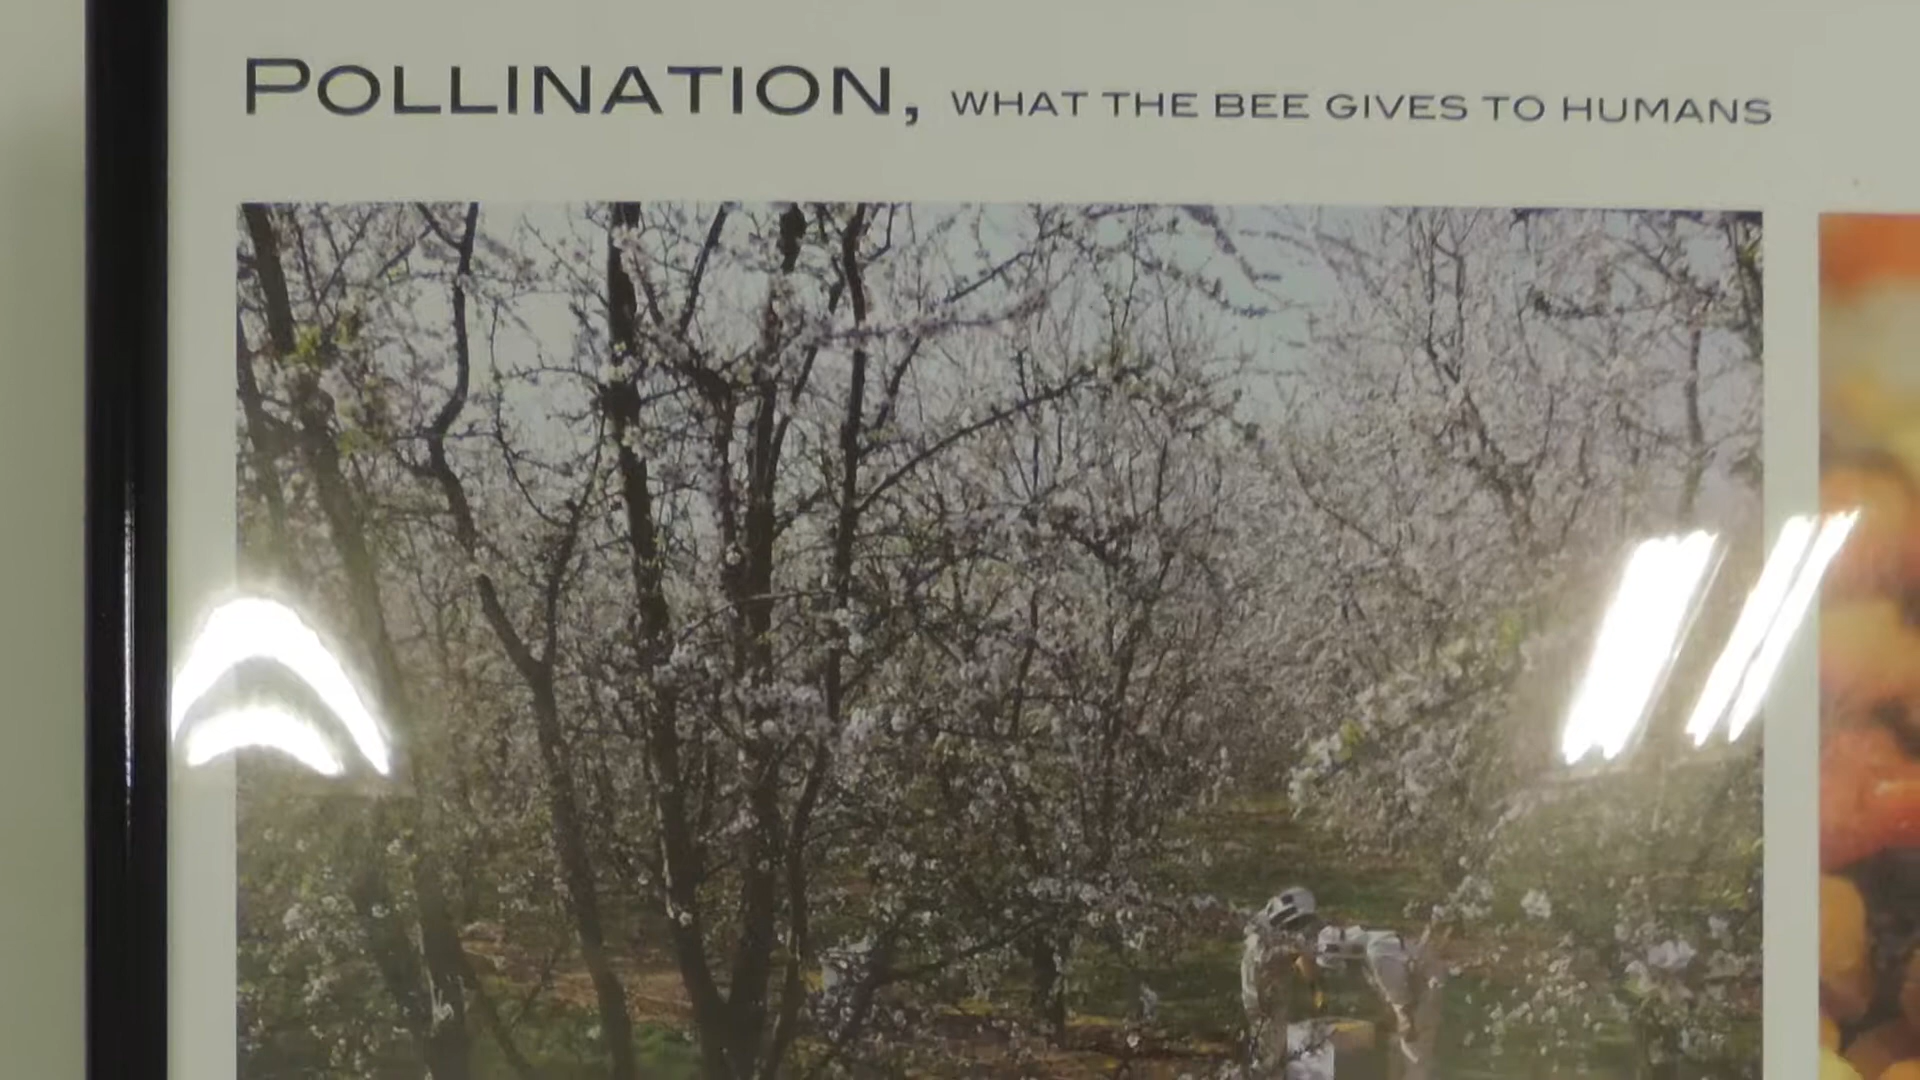 POLLINATION, WHAT THE BEE GIVES TO HUMANS